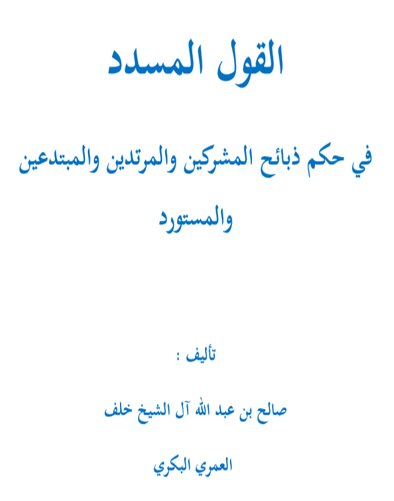 القول المسدد
في حكم ذبائح المشركين والمرتدين والمبتدعين
والمستورد
تأليف :
صالح بن عبد الله آل الشيخ خلف
العمري البكري